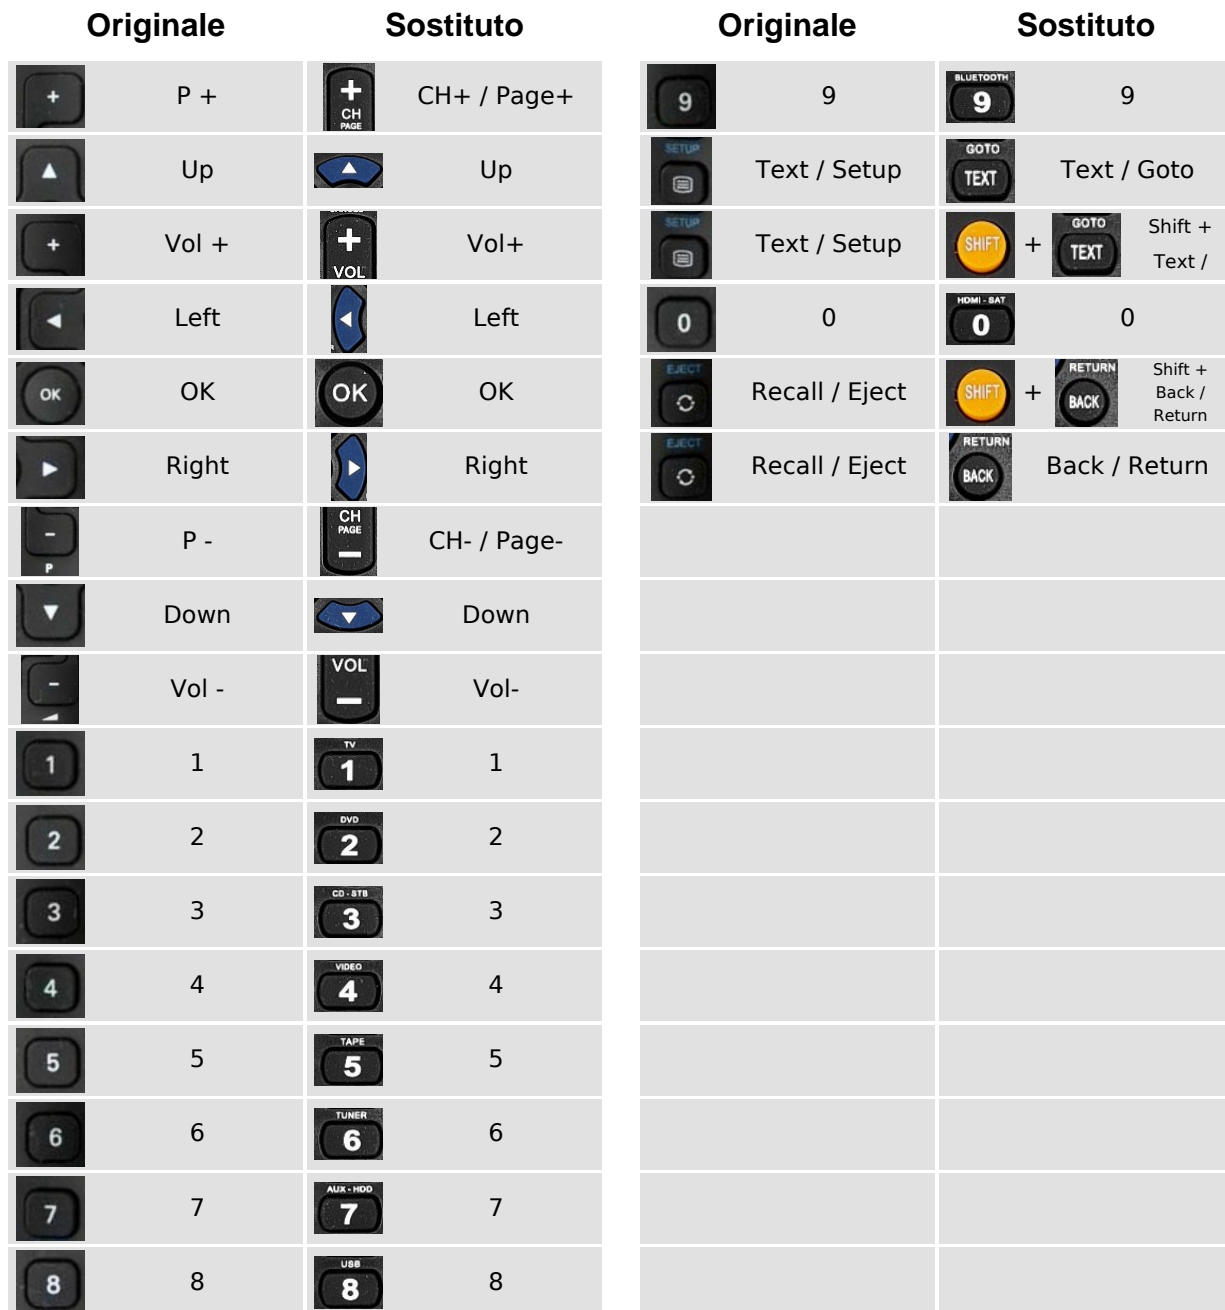 Originale Sostituto Originale Sostituto
+ P + + CH PAGE CH+ / Page+ 9 9 BLUETOOTH 9 9
Up Up SETUP Text / Setup GOTO TEXT Text / Goto
+ Vol + + VOL Vol+ SETUP Text / Setup SHIFT + GOTO TEXT Shift +
Text /
Left Left 0 0 HDMI - SAT 0 0
OK OK OK OK EJECT Recall / Eject SHIFT + RETURN BACK Shift +
Back /
Return
Right Right EJECT Recall / Eject RETURN BACK Back / Return
- P P - CH PAGE - CH- / Page-
Down Down
- Vol - VOL - Vol-
1 1 TV 1 1
2 2 DVD 2 2
3 3 CD - STB 3 3
4 4 VIDEO 4 4
5 5 TAPE 5 5
6 6 TUNER 6 6
7 7 AUX - HDD 7 7
8 8 USB 8 8